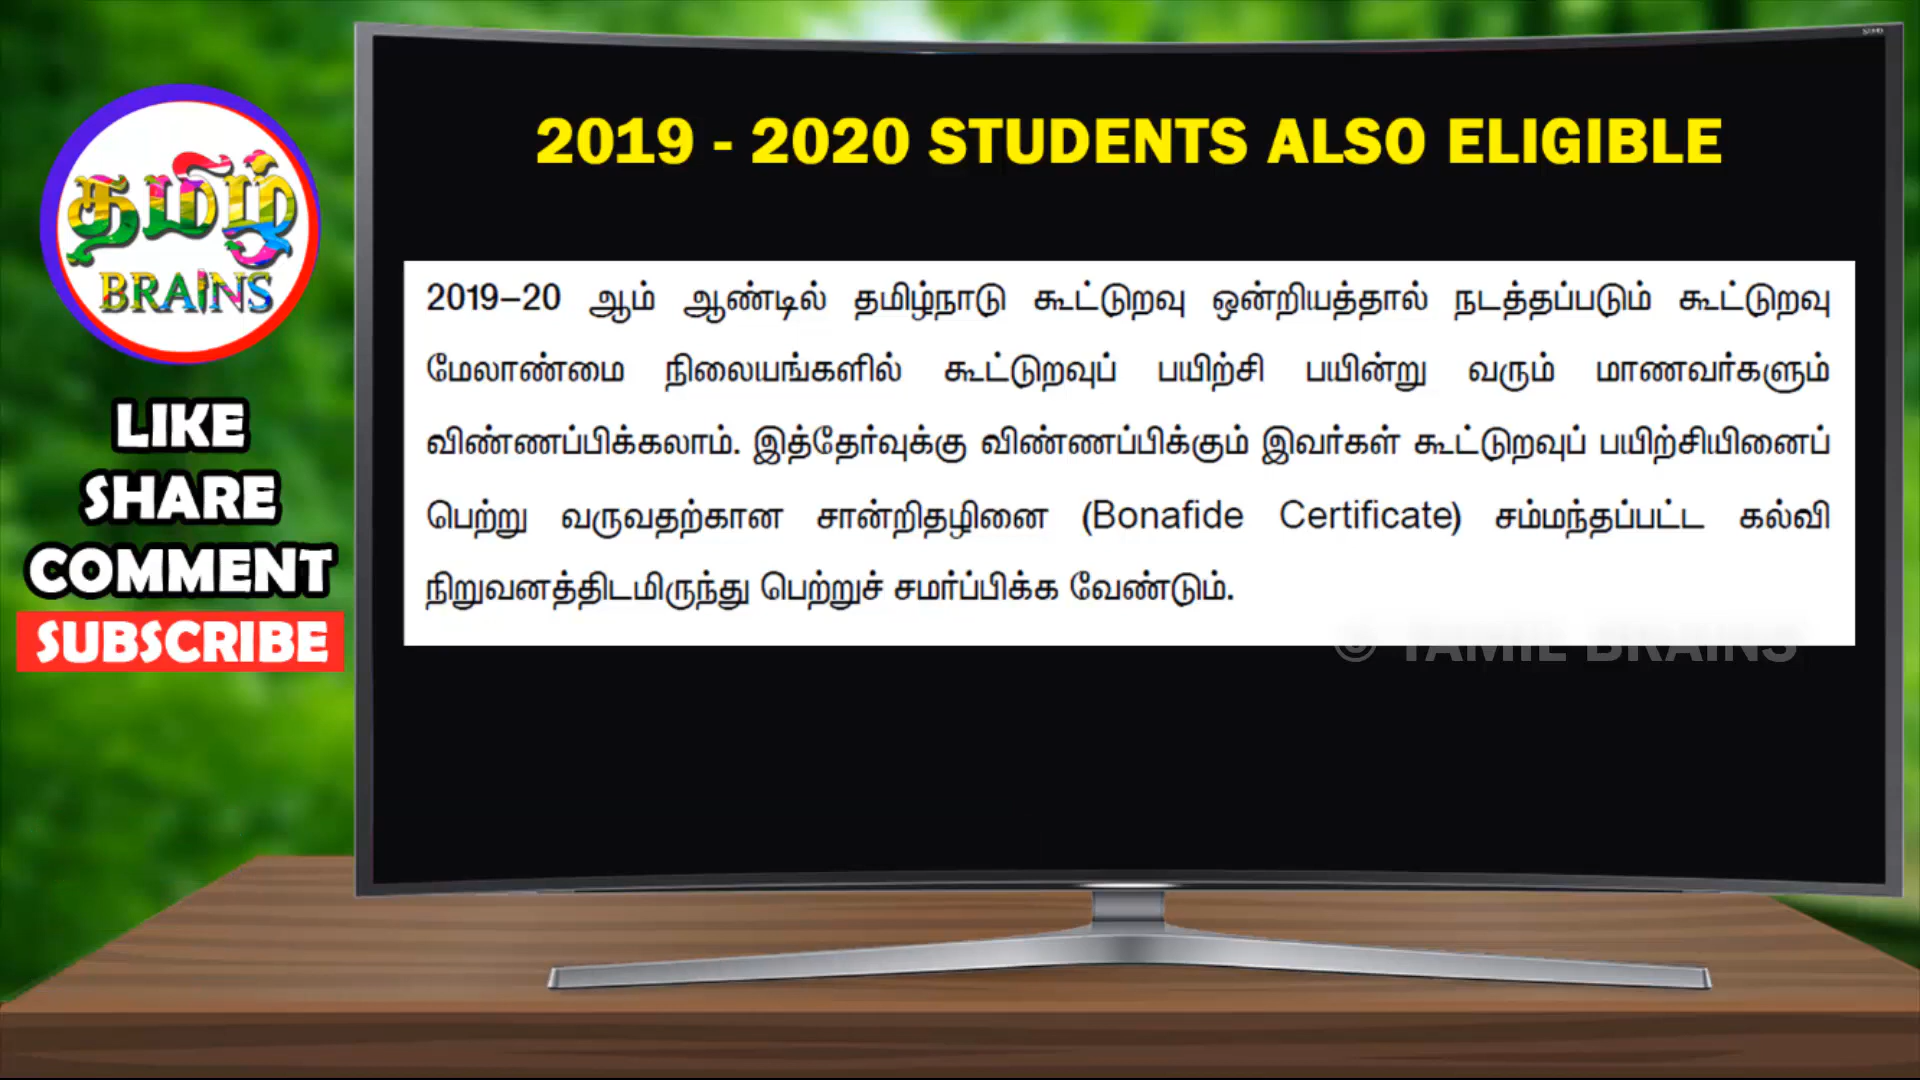 தமிழ்
BRAINS
LIKE
SHARE
COMMENT
SUBSCRIBE
2019 - 2020 STUDENTS ALSO ELIGIBLE
2019–20 ஆம் ஆண்டில் தமிழ்நாடு கூட்டுறவு ஒன்றியத்தால் நடத்தப்படும் கூட்டுறவு
மேலாண்மை நிலையங்களில் கூட்டுறவுப் பயிற்சி பயின்று வரும் மாணவர்களும்
விண்ணப்பிக்கலாம். இத்தேர்வுக்கு விண்ணப்பிக்கும் இவர்கள் கூட்டுறவுப் பயிற்சியினைப்
பெற்று வருவதற்கான சான்றிதழினை (Bonafide Certificate) சம்மந்தப்பட்ட கல்வி
நிறுவனத்திடமிருந்து பெற்றுச் சமர்ப்பிக்க வேண்டும்.
© TAMIL BRAINS